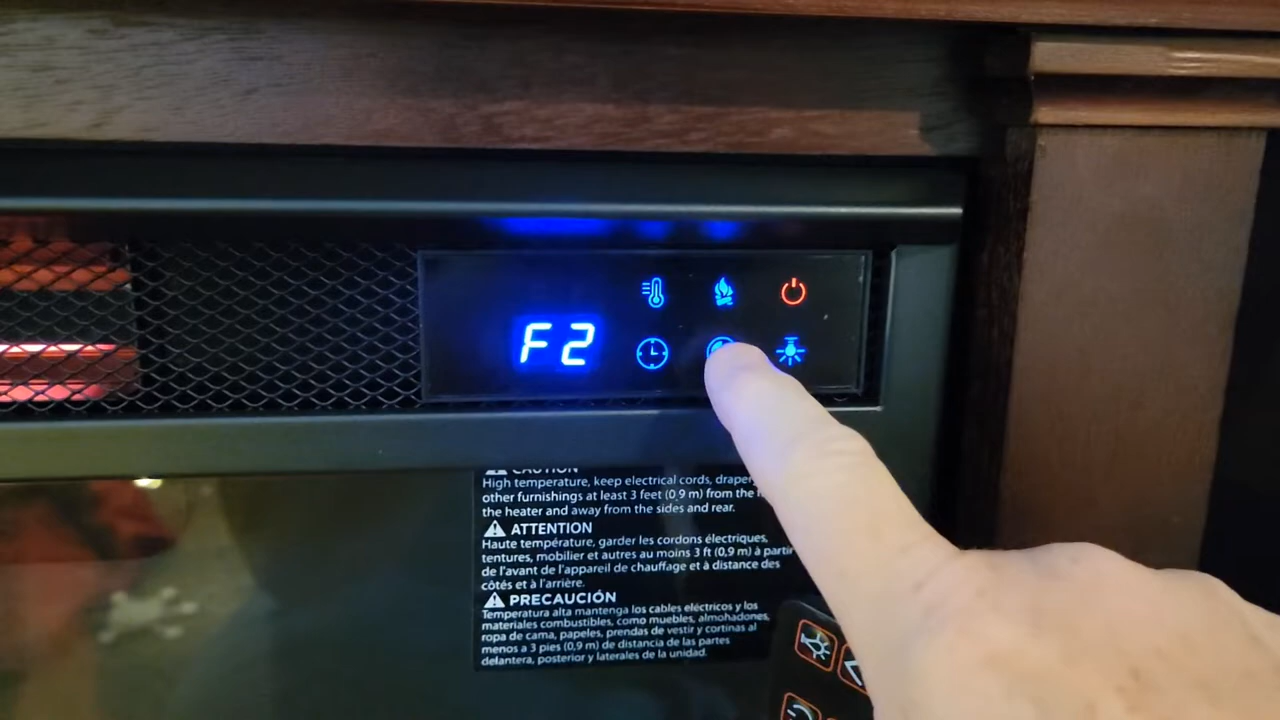 F2
CAUTION
High temperature, keep electrical cords,
other furnishings at least 3 feet (0,9 m) from the
the heater and away from the sides and rear.
ATTENTION
Haute température, garder les cordons électriques,
tentures, mobilier et autres au moins 3 ft (0,9 m) à partir
de l'avant de l'appareil de chauffage et à distance des
côtés et à l'arrière.
PRECAUCIÓN
Temperatura alta mantenga los cables eléctricos y los
materiales combustibles, como muebles, almohadones,
ropa de cama, papeles, prendas de vestir y cortinas al
menos a 3 pies (0,9 m) de distancia de las partes
delantera, posterior y laterales de la unidad.